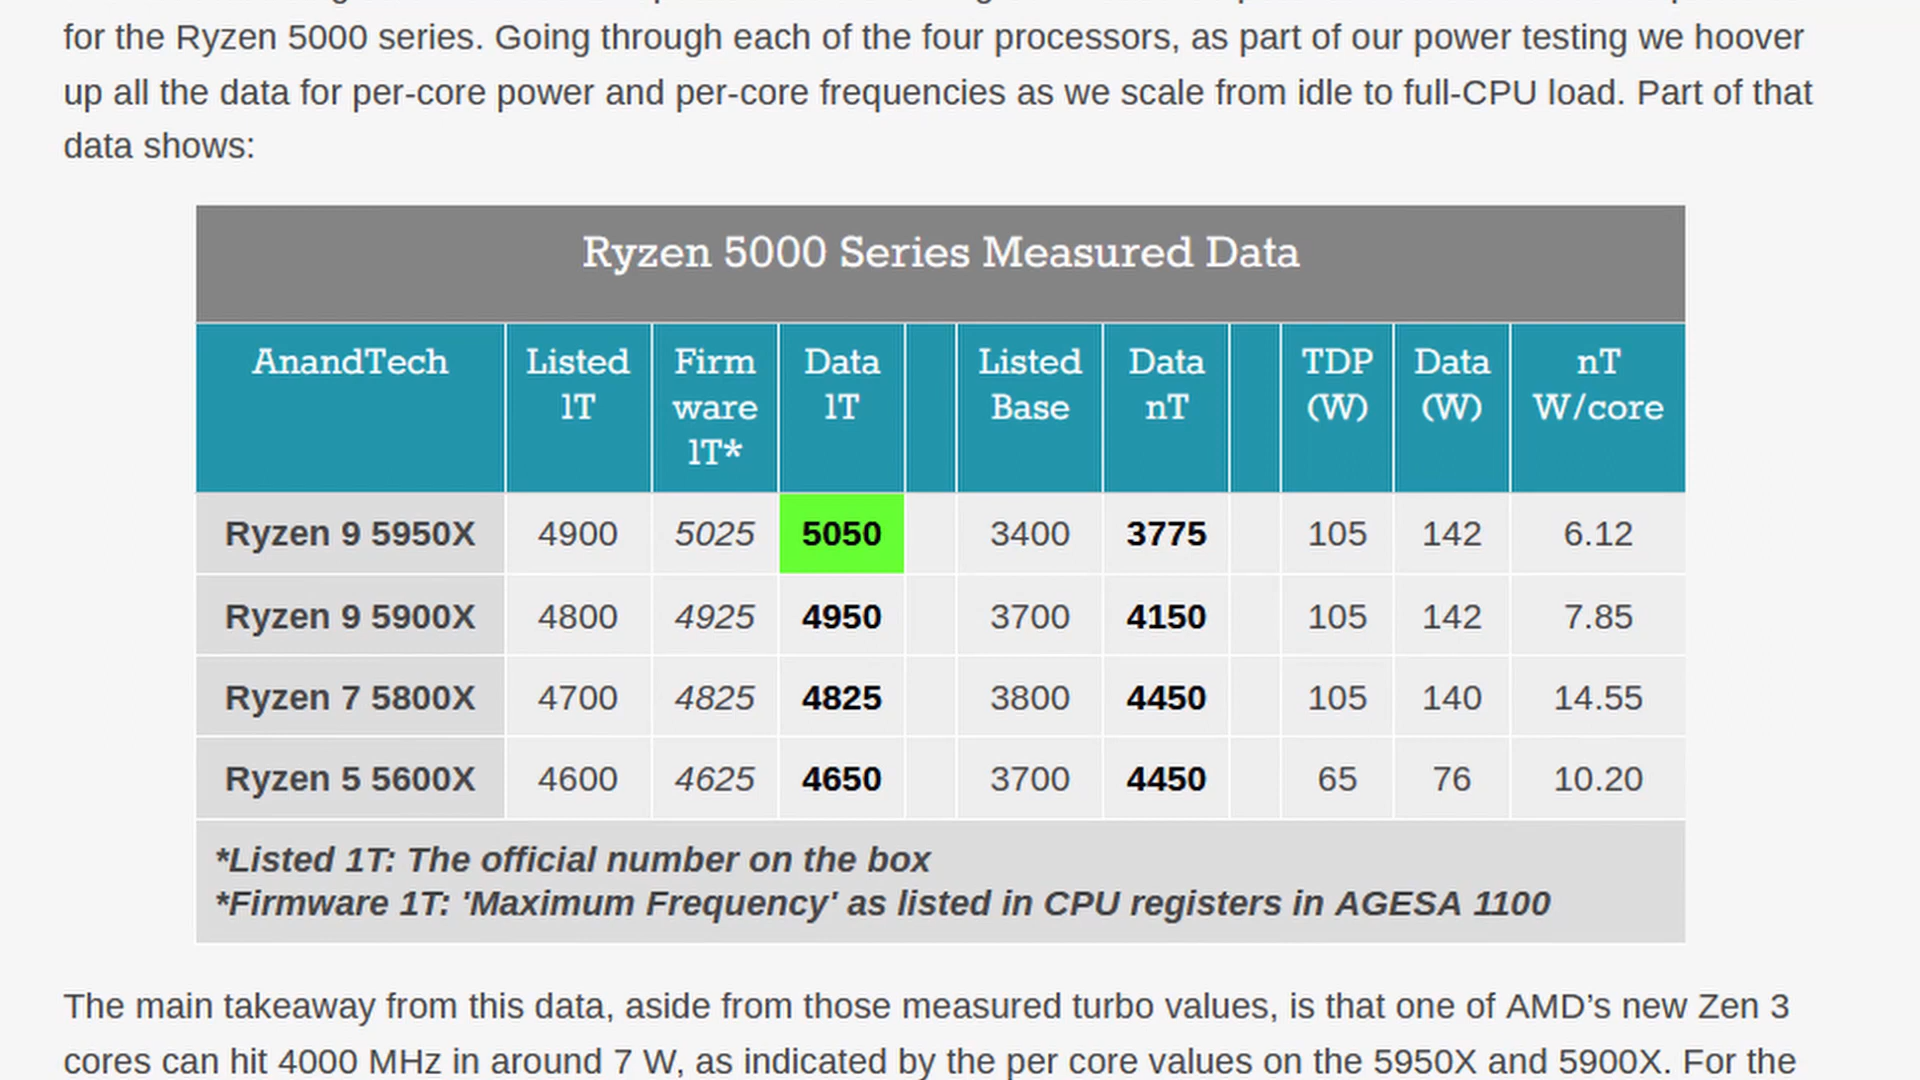 for the Ryzen 5000 series. Going through each of the four processors, as part of our power testing we hoover
up all the data for per-core power and per-core frequencies as we scale from idle to full-CPU load. Part of that
data shows:
Ryzen 5000 Series Measured Data
AnandTech Listed 1T Firm ware 1T* Data 1T Listed Base Data nT TDP (W) Data (W) nT W/core
Ryzen 9 5950X 4900 5025 5050 3400 3775 105 142 6.12
Ryzen 9 5900X 4800 4925 4950 3700 4150 105 142 7.85
Ryzen 7 5800X 4700 4825 4825 3800 4450 105 140 14.55
Ryzen 5 5600X 4600 4625 4650 3700 4450 65 76 10.20
*Listed 1T: The official number on the box
*Firmware 1T: 'Maximum Frequency' as listed in CPU registers in AGESA 1100
The main takeaway from this data, aside from those measured turbo values, is that one of AMD’s new Zen 3
cores can hit 4000 MHz in around 7 W, as indicated by the per core values on the 5950X and 5900X. For the